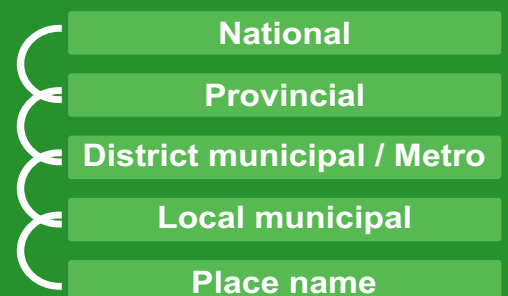 National
Provincial
District municipal / Metro
Local municipal
Place name